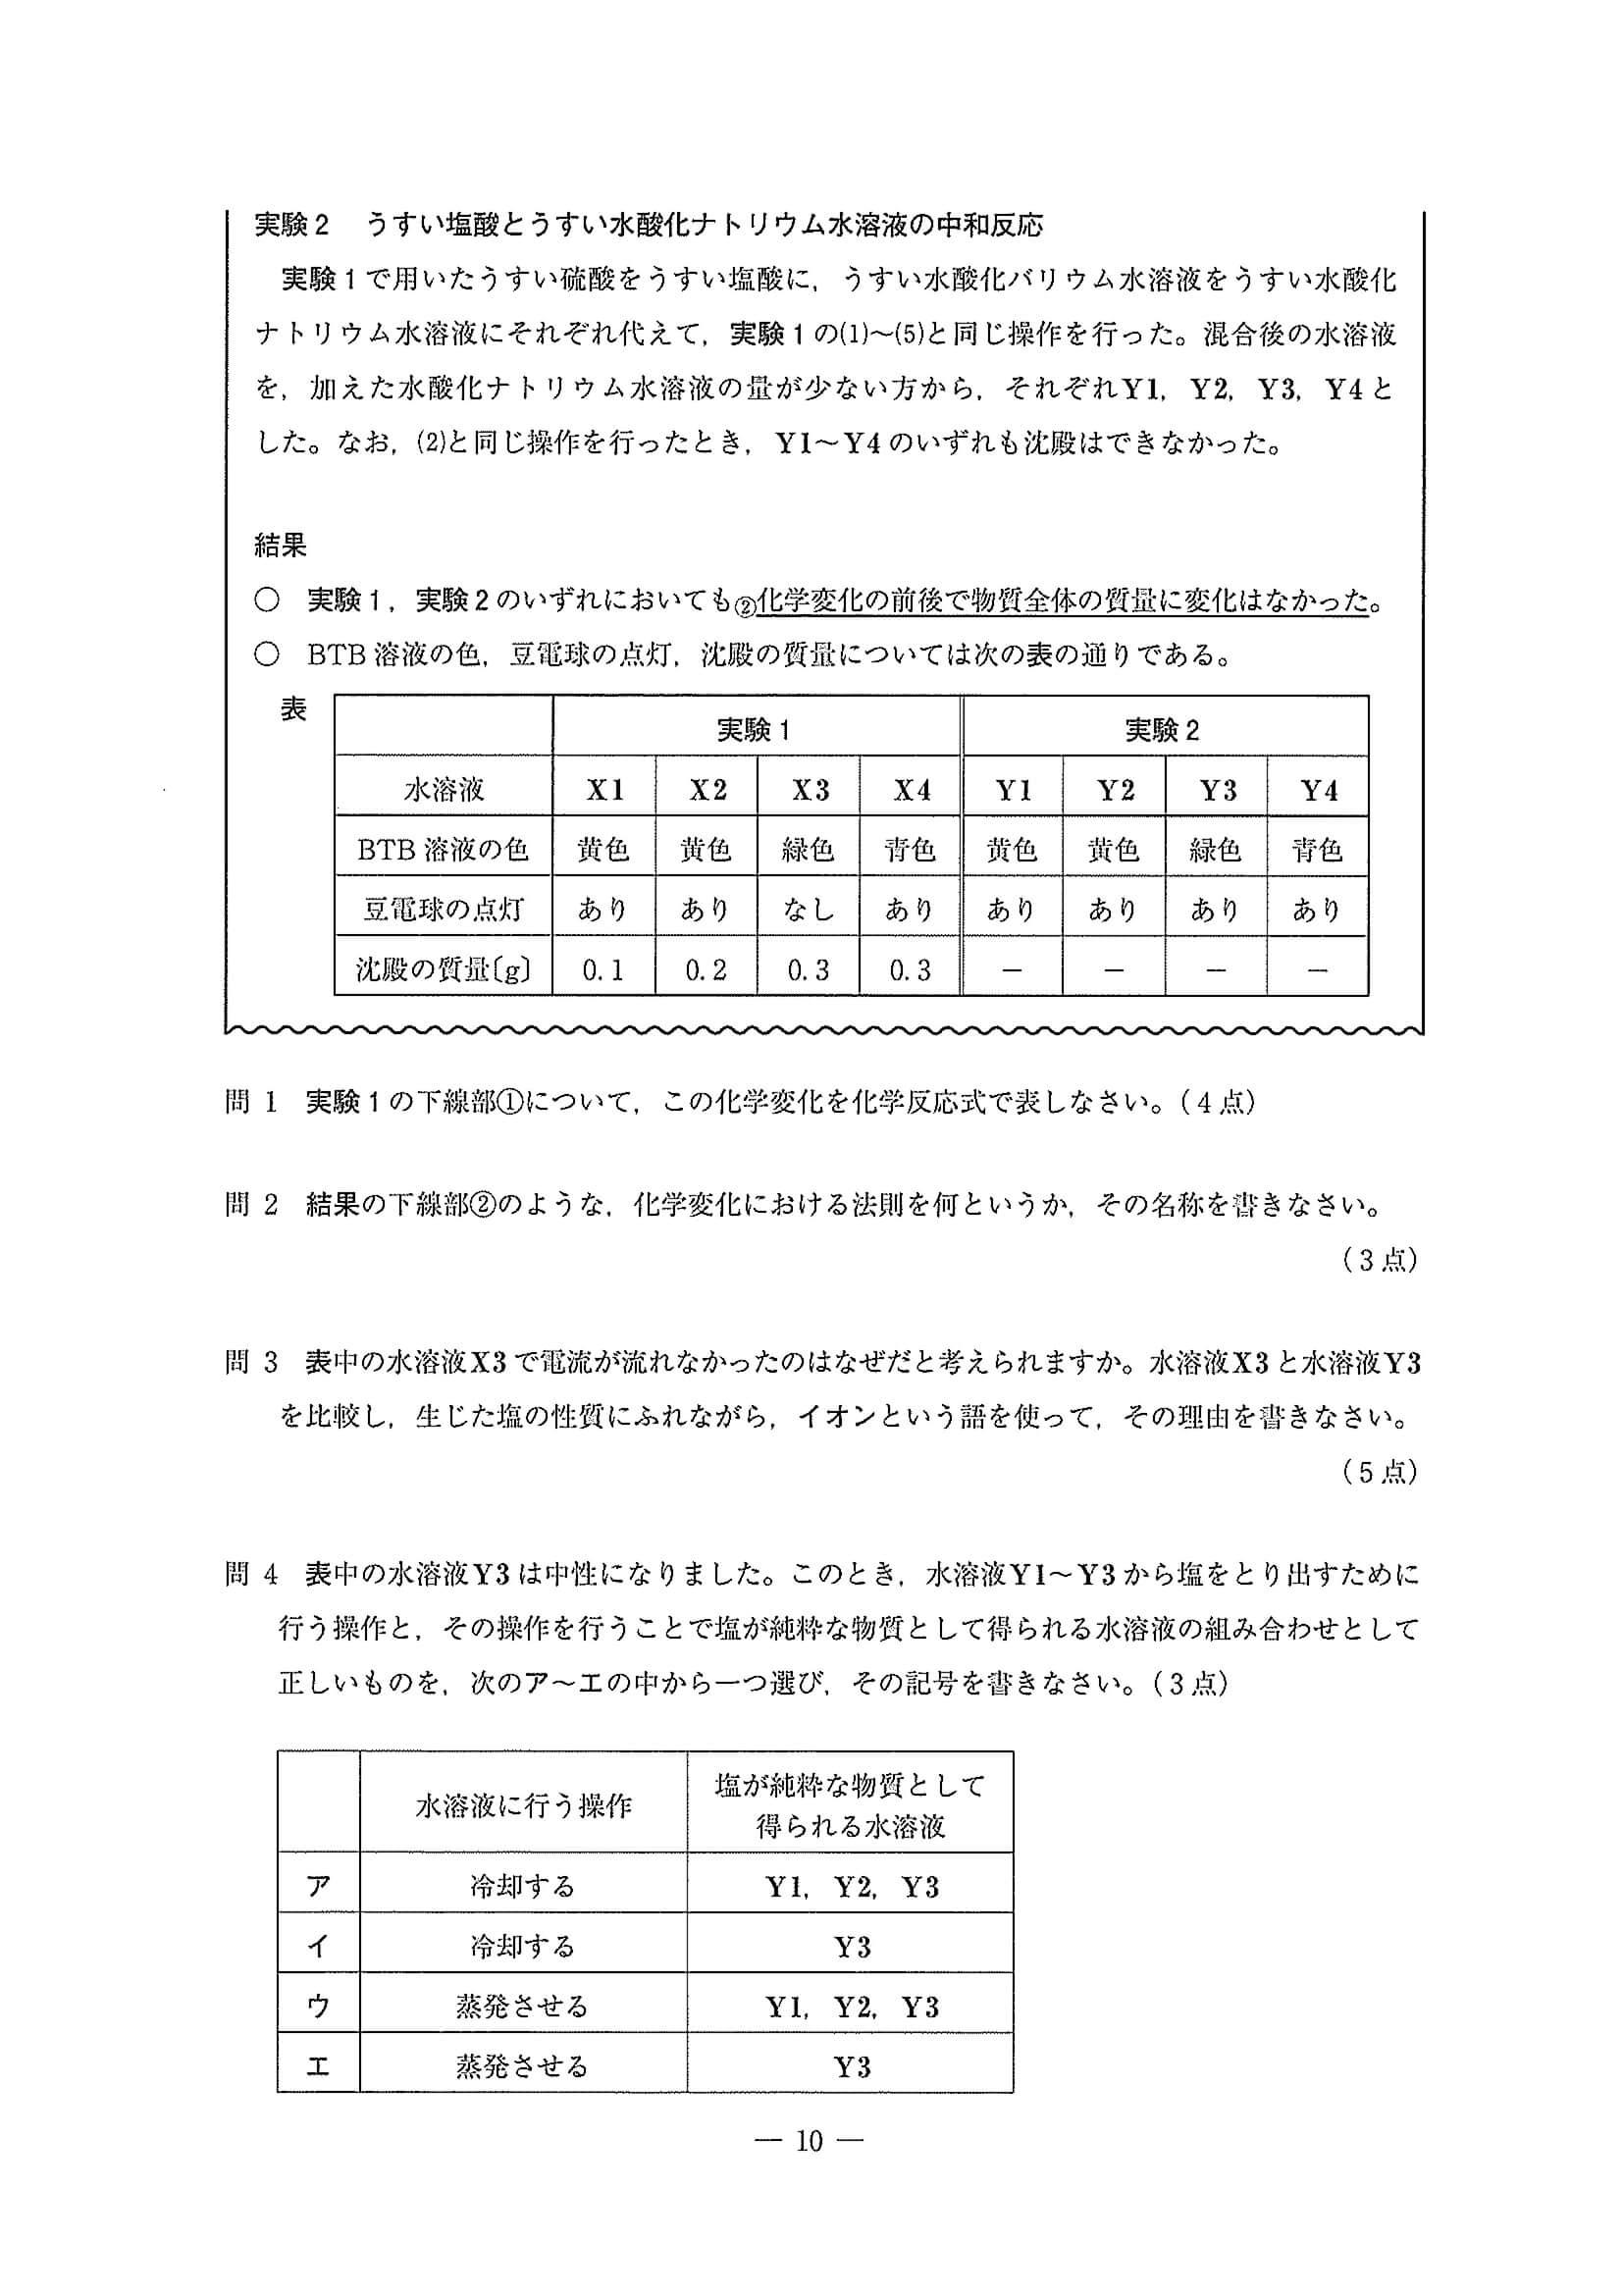 実験2　うすい塩酸とうすい水酸化ナトリウム水溶液の中和反応
実験1で用いたうすい硫酸をうすい塩酸に，うすい水酸化バリウム水溶液をうすい水酸化
ナトリウム水溶液にそれぞれ代えて，実験1の(1)～(5)と同じ操作を行った。混合後の水溶液
を，加えた水酸化ナトリウム水溶液の量が少ない方から，それぞれY1，Y2，Y3，Y4と
した。なお，(2)と同じ操作を行ったとき，Y1～Y4のいずれも沈殿はできなかった。
結果
○　実験1，実験2のいずれにおいても②化学変化の前後で物質全体の質量に変化はなかった。
○　BTB溶液の色，豆電球の点灯，沈殿の質量については次の表の通りである。
表
実験1　実験2
水溶液　X1　X2　X3　X4　Y1　Y2　Y3　Y4
BTB溶液の色　黄色　黄色　緑色　青色　黄色　黄色　緑色　青色
豆電球の点灯　あり　あり　なし　あり　あり　あり　あり　あり
沈殿の質量〔g〕　0.1　0.2　0.3　0.3　－　－　－　－
問1　実験1の下線部①について，この化学変化を化学反応式で表しなさい。（4点）
問2　結果の下線部②のような，化学変化における法則を何というか，その名称を書きなさい。
（3点）
問3　表中の水溶液X3で電流が流れなかったのはなぜだと考えられますか。水溶液X3と水溶液Y3
を比較し，生じた塩の性質にふれながら，イオンという語を使って，その理由を書きなさい。
（5点）
問4　表中の水溶液Y3は中性になりました。このとき，水溶液Y1～Y3から塩をとり出すために
行う操作と，その操作を行うことで塩が純粋な物質として得られる水溶液の組み合わせとして
正しいものを，次のア～エの中から一つ選び，その記号を書きなさい。（3点）
水溶液に行う操作　塩が純粋な物質として
得られる水溶液
ア　冷却する　Y1，Y2，Y3
イ　冷却する　Y3
ウ　蒸発させる　Y1，Y2，Y3
エ　蒸発させる　Y3
― 10 ―